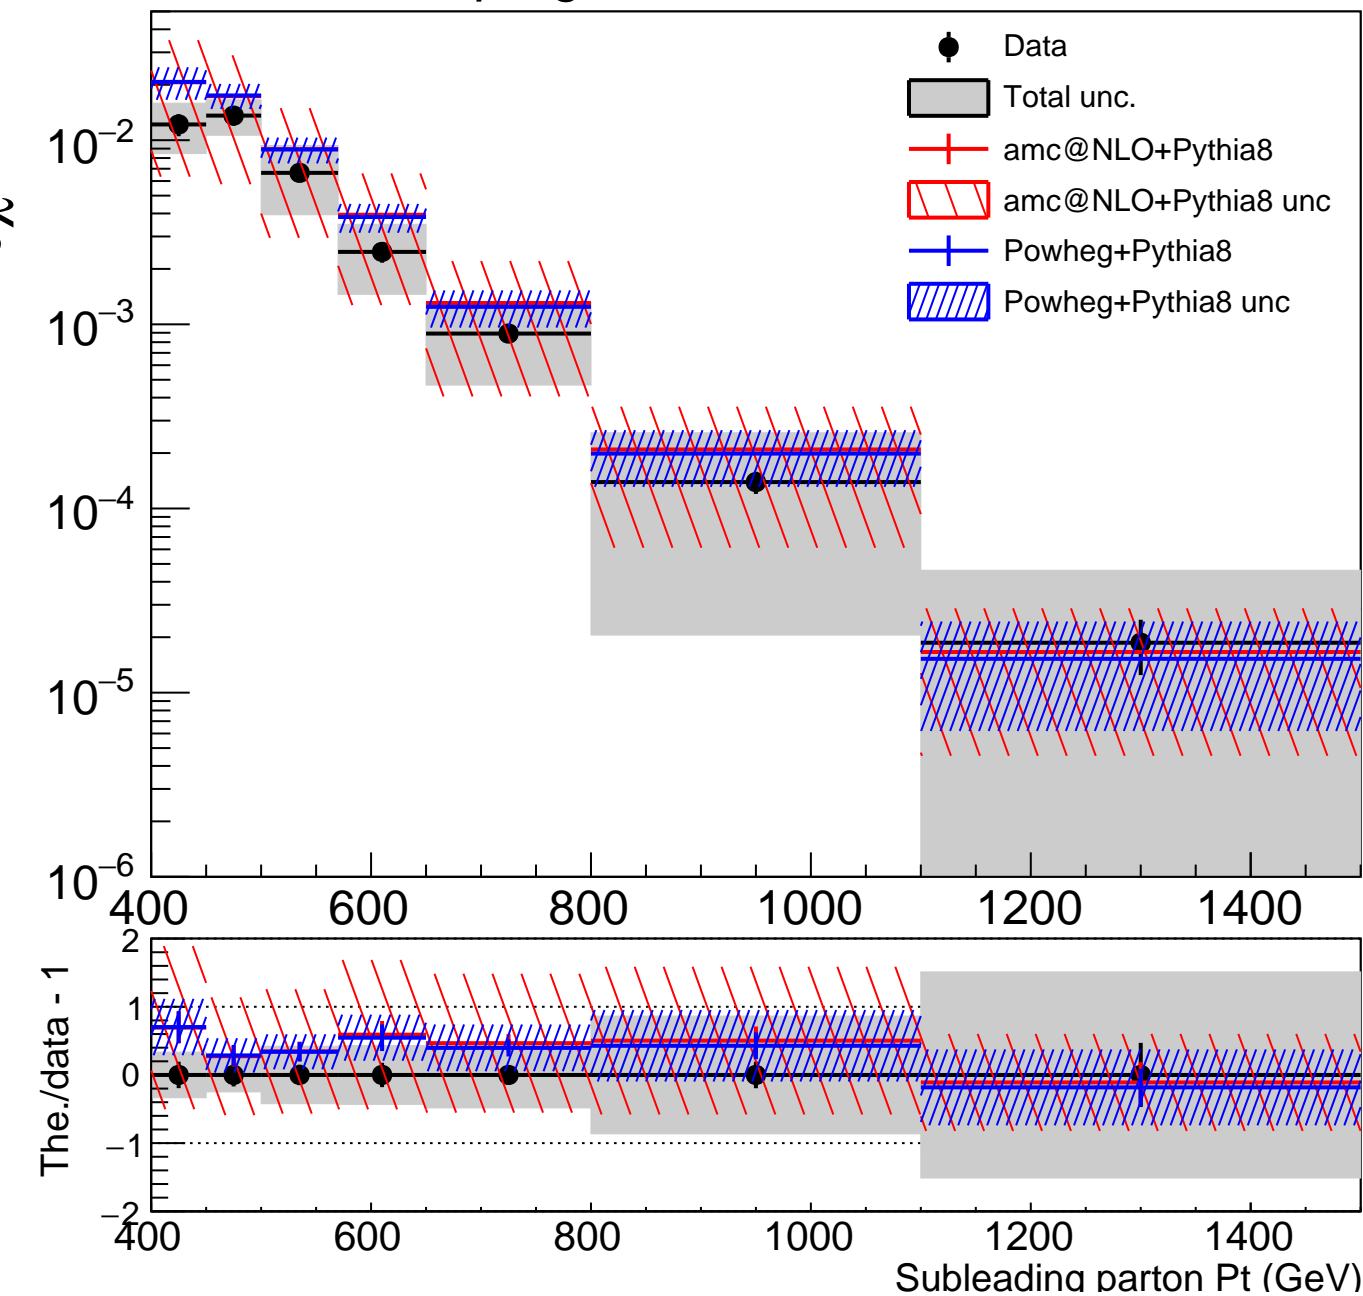 Data
Total unc.
amc@NLO+Pythia8
amc@NLO+Pythia8 unc
Powheg+Pythia8
Powheg+Pythia8 unc
10⁻²
10⁻³
10⁻⁴
10⁻⁵
10⁻⁶
400 600 800 1000 1200 1400
The./data - 1
2
1
0
−1
−2
400 600 800 1000 1200 1400
Subleading parton Pt (GeV)